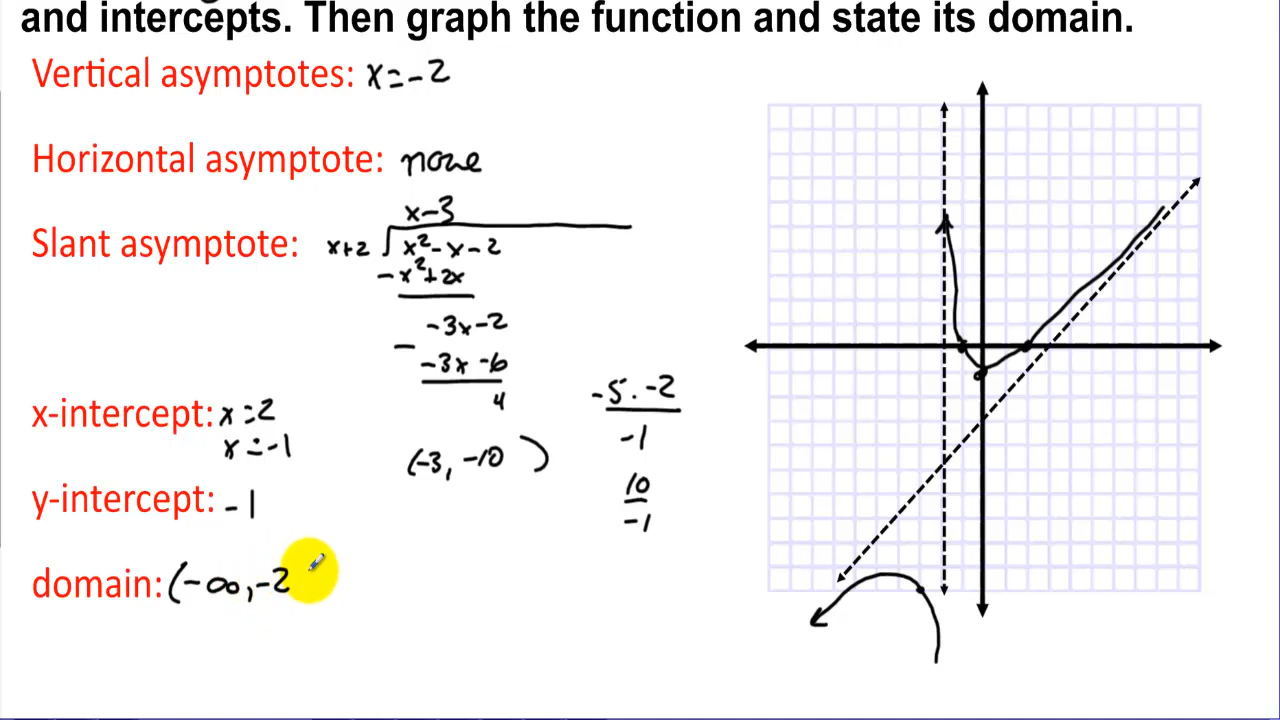 and intercepts. Then graph the function and state its domain.
Vertical asymptotes: x = -2
Horizontal asymptote: none
x-3
Slant asymptote: x+2 x²-x-2
-x²+2x
-3x-2
-
-3x-6
4
x-intercept: x=2
x=-1
(-3, -10 )
y-intercept: -1
domain: (-∞,-2
-5.-2
-1
10
-1